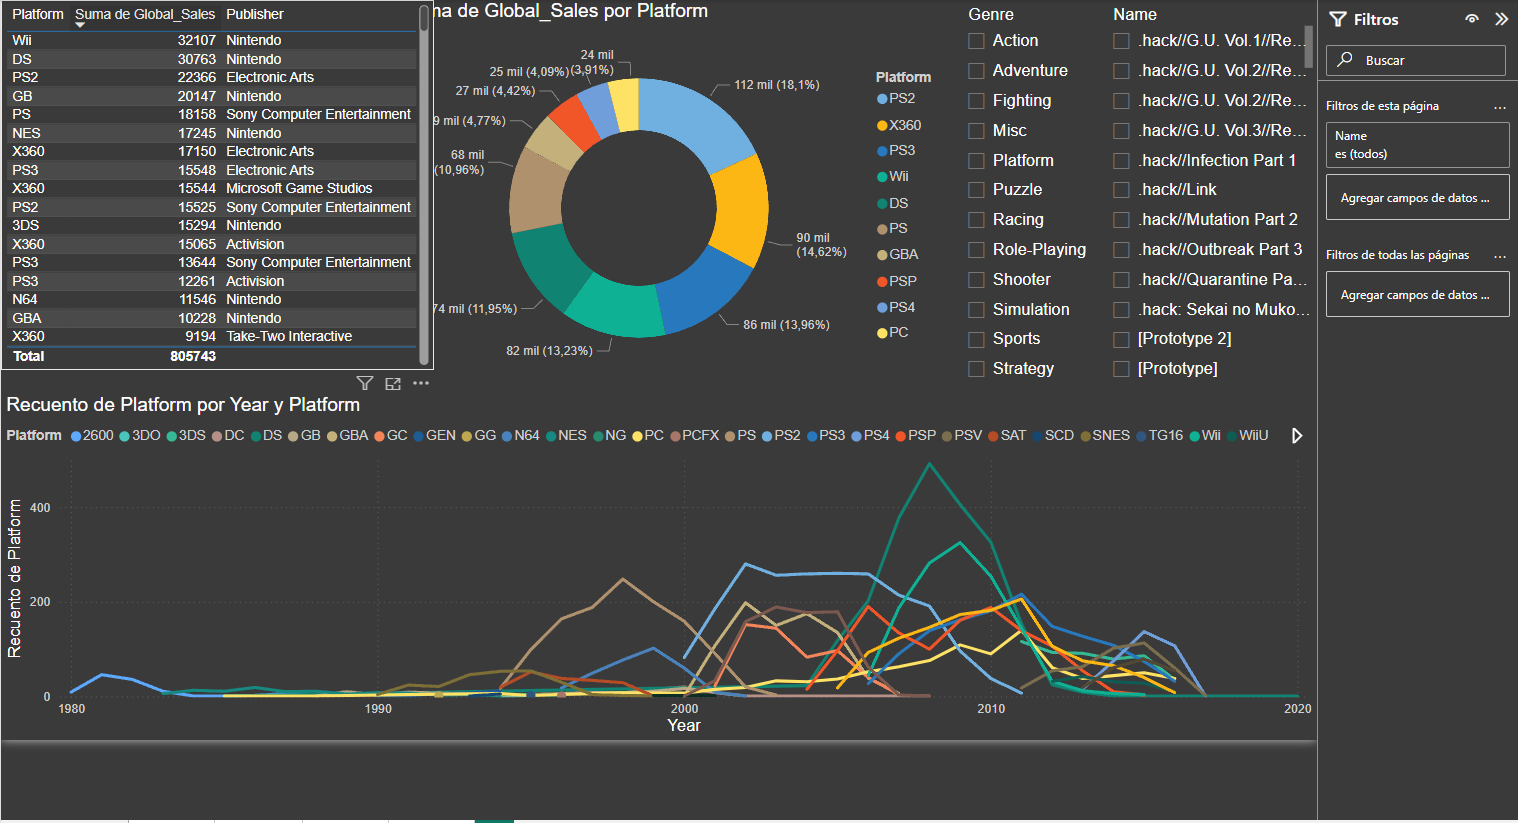 Platform Suma de Global_Sales Publisher
Wii 32107 Nintendo
DS 30763 Nintendo
PS2 22366 Electronic Arts
GB 20147 Nintendo
PS 18158 Sony Computer Entertainment
NES 17245 Nintendo
X360 17150 Electronic Arts
PS3 15548 Electronic Arts
X360 15544 Microsoft Game Studios
PS2 15525 Sony Computer Entertainment
3DS 15294 Nintendo
X360 15065 Activision
PS3 13644 Sony Computer Entertainment
PS3 12261 Activision
N64 11546 Nintendo
GBA 10228 Nintendo
X360 9194 Take-Two Interactive
Total 805743
ma de Global_Sales por Platform
24 mil
(3,91%)
25 mil (4,09%)
27 mil (4,42%)
9 mil (4,77%)
68 mil
(10,96%)
74 mil (11,95%)
82 mil (13,23%)
86 mil (13,96%)
90 mil
(14,62%)
112 mil (18,1%)
Platform
PS2
X360
PS3
Wii
DS
PS
GBA
PSP
PS4
PC
Genre
Action
Adventure
Fighting
Misc
Platform
Puzzle
Racing
Role-Playing
Shooter
Simulation
Sports
Strategy
Name
.hack//G.U. Vol.1//Re...
.hack//G.U. Vol.2//Re...
.hack//G.U. Vol.2//Re...
.hack//G.U. Vol.3//Re...
.hack//Infection Part 1
.hack//Link
.hack//Mutation Part 2
.hack//Outbreak Part 3
.hack//Quarantine Pa...
.hack: Sekai no Muko...
[Prototype 2]
[Prototype]
Filtros
Buscar
Filtros de esta página ...
Name
es (todos)
Agregar campos de datos ...
Filtros de todas las páginas ...
Agregar campos de datos ...
Recuento de Platform por Year y Platform
Platform 2600 3DO 3DS DC DS GB GBA GC GEN GG N64 NES NG PC PCFX PS PS2 PS3 PS4 PSP PSV SAT SCD SNES TG16 Wii WiiU
Recuento de Platform
400
200
0
1980 1990 2000 2010 2020
Year